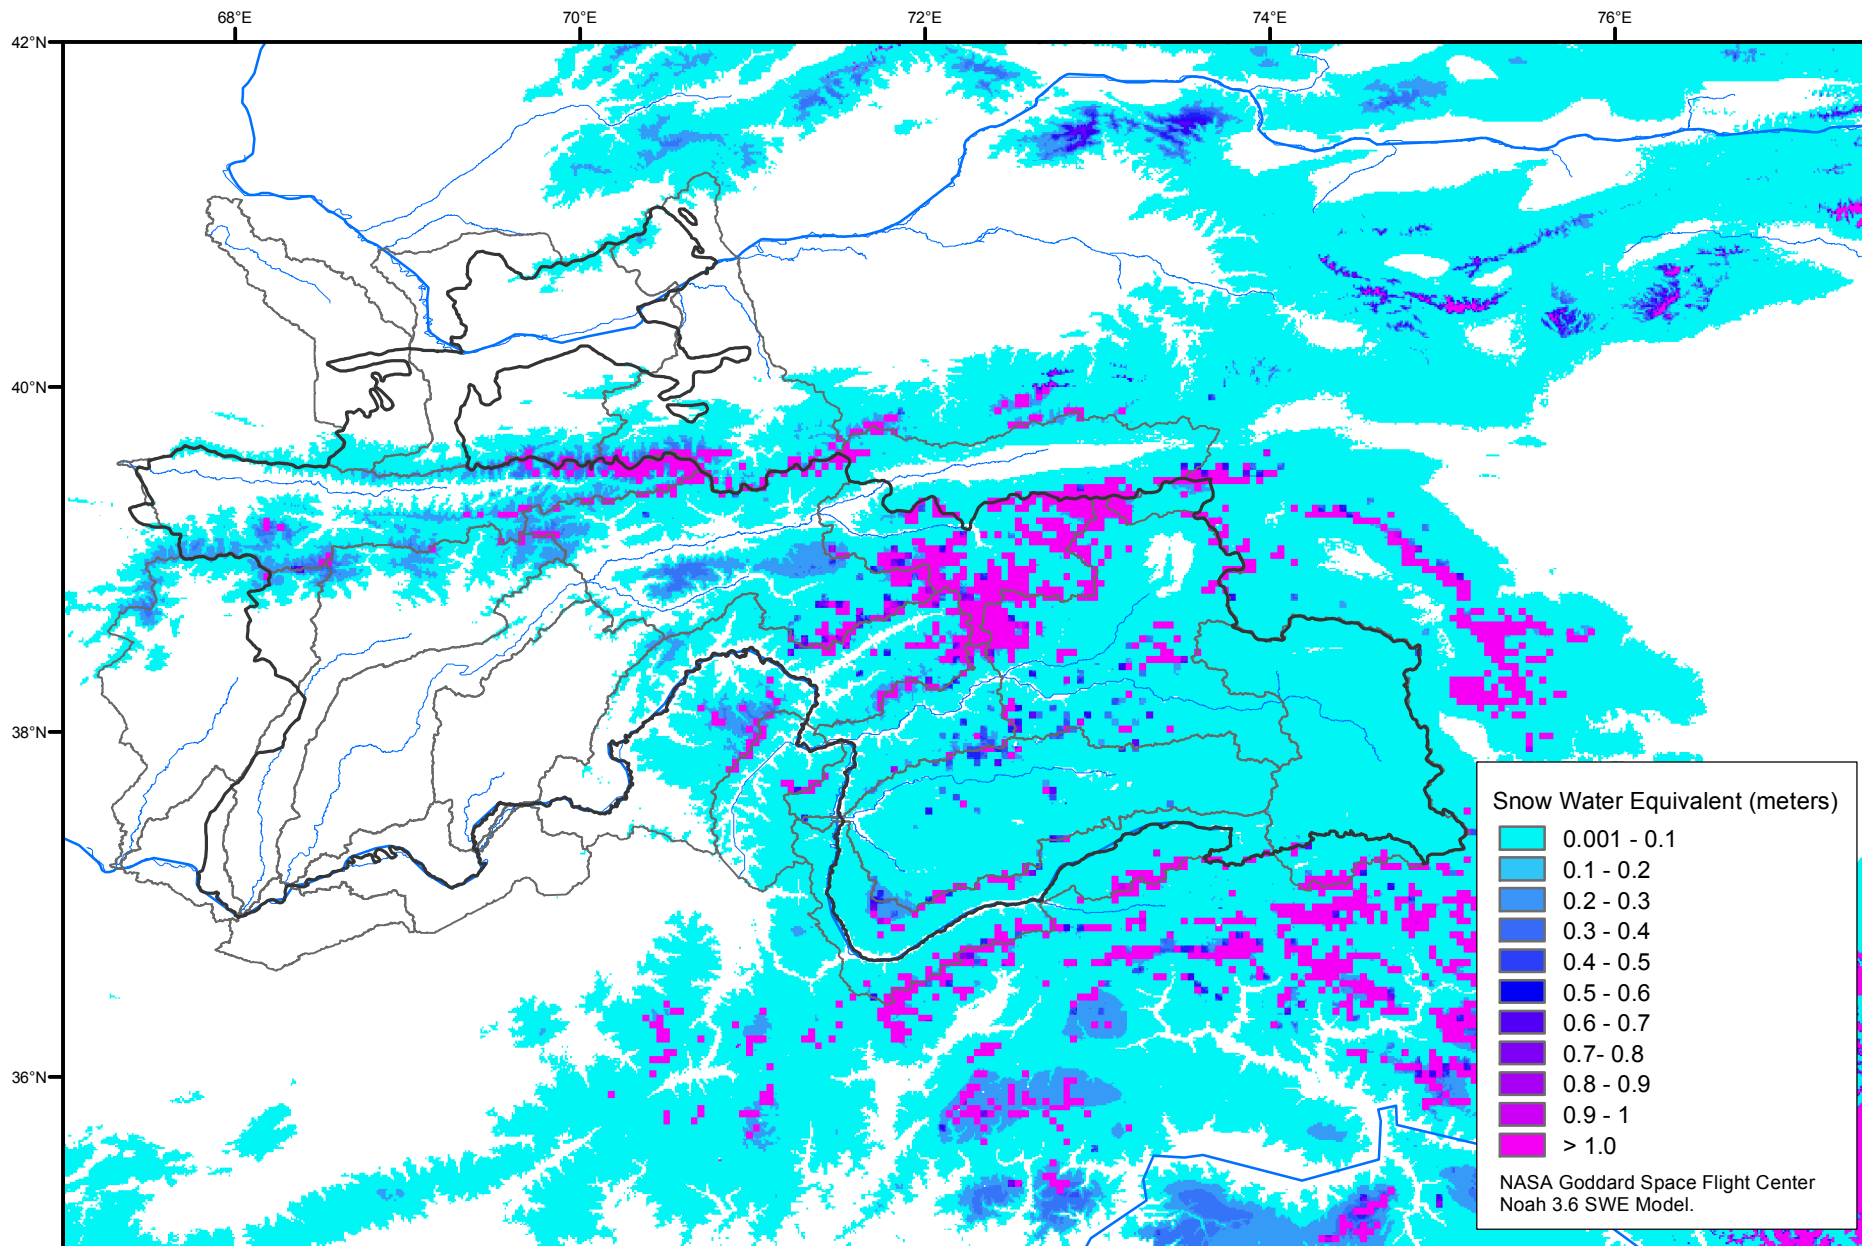 68°E 70°E 72°E 74°E 76°E
42°N
40°N
38°N
36°N
Snow Water Equivalent (meters)
0.001 - 0.1
0.1 - 0.2
0.2 - 0.3
0.3 - 0.4
0.4 - 0.5
0.5 - 0.6
0.6 - 0.7
0.7- 0.8
0.8 - 0.9
0.9 - 1
> 1.0
NASA Goddard Space Flight Center
Noah 3.6 SWE Model.